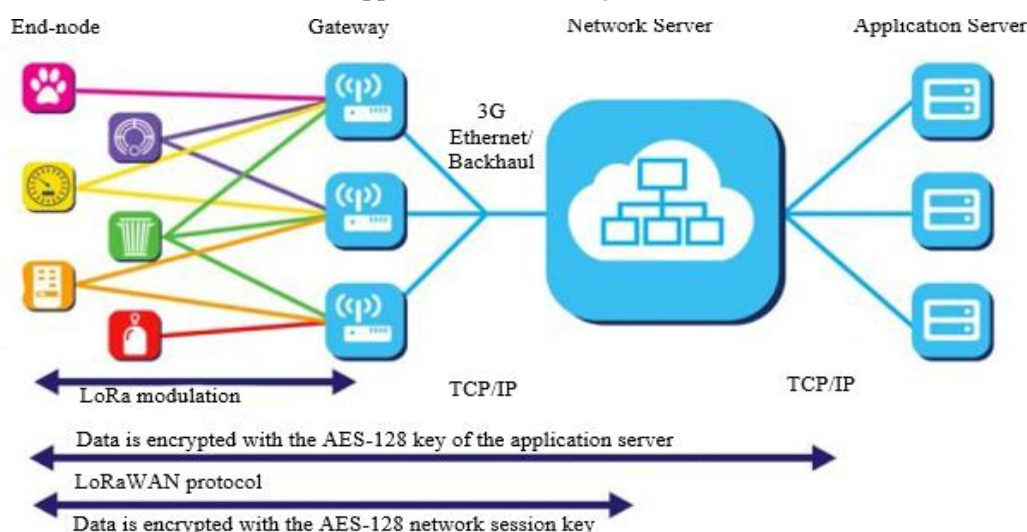 End-node
Gateway
Network Server
Application Server
3G
Ethernet/
Backhaul
LoRa modulation
TCP/IP
TCP/IP
Data is encrypted with the AES-128 key of the application server
LoRaWAN protocol
Data is encrypted with the AES-128 network session key